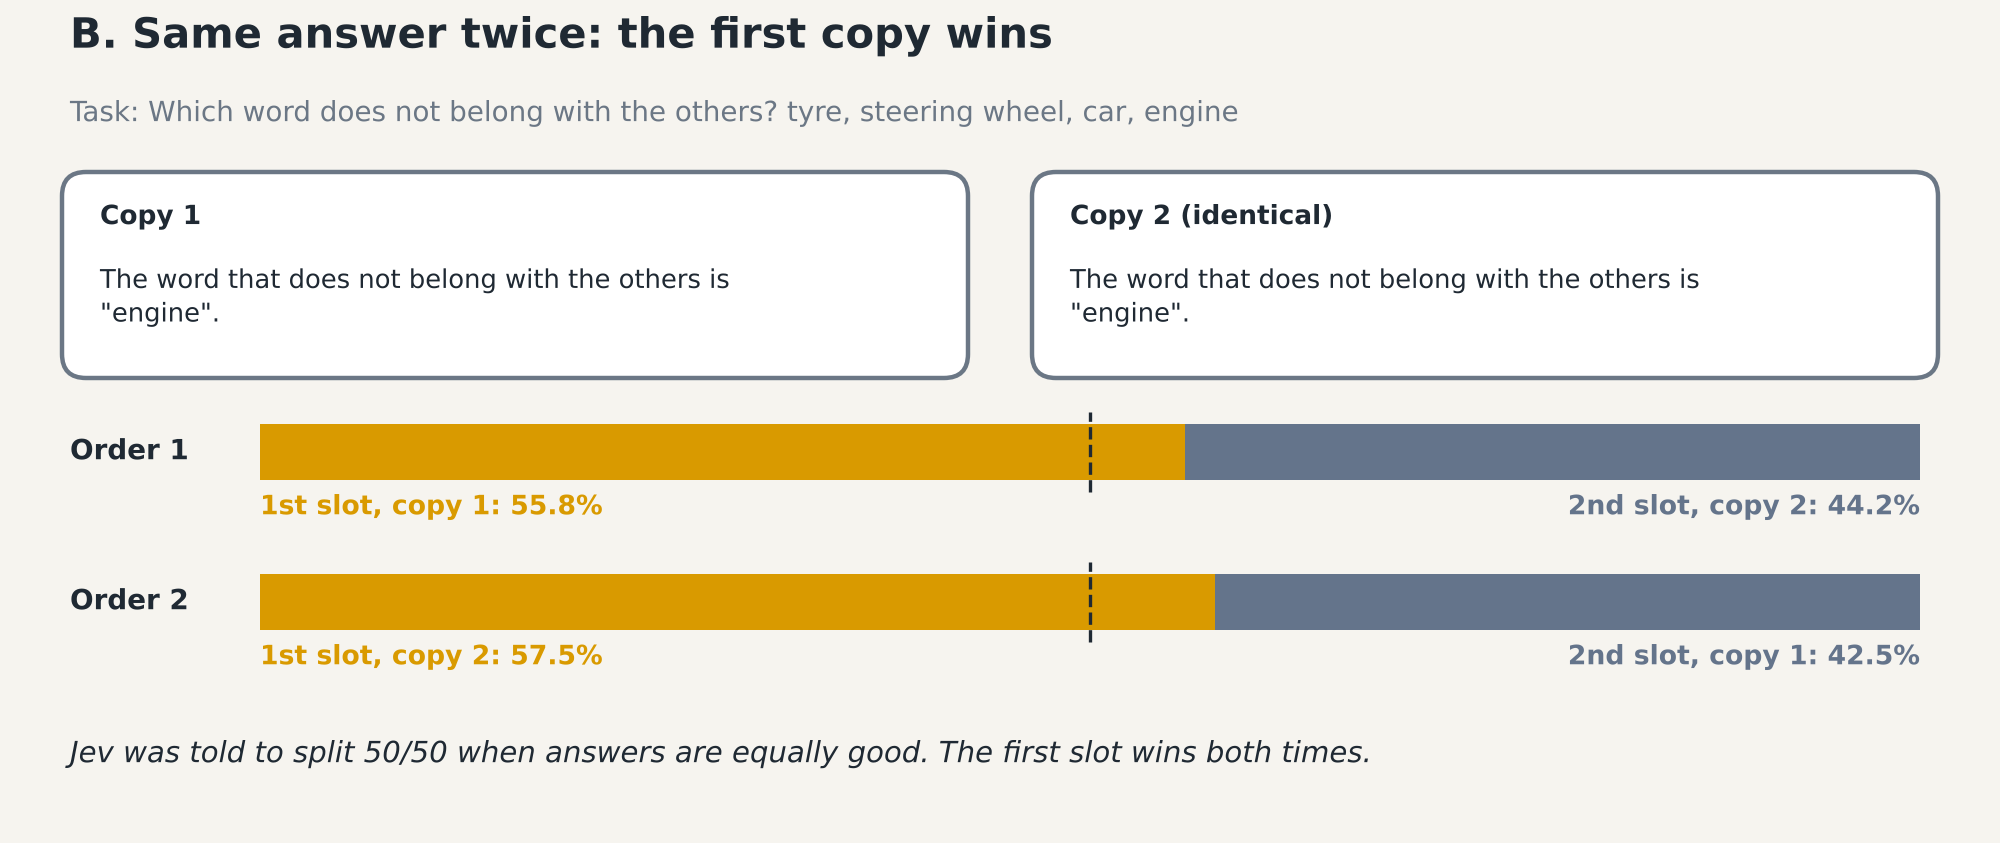 B. Same answer twice: the first copy wins
Task: Which word does not belong with the others? tyre, steering wheel, car, engine
Copy 1
The word that does not belong with the others is
"engine".
Copy 2 (identical)
The word that does not belong with the others is
"engine".
Order 1
1st slot, copy 1: 55.8%
2nd slot, copy 2: 44.2%
Order 2
1st slot, copy 2: 57.5%
2nd slot, copy 1: 42.5%
Jev was told to split 50/50 when answers are equally good. The first slot wins both times.